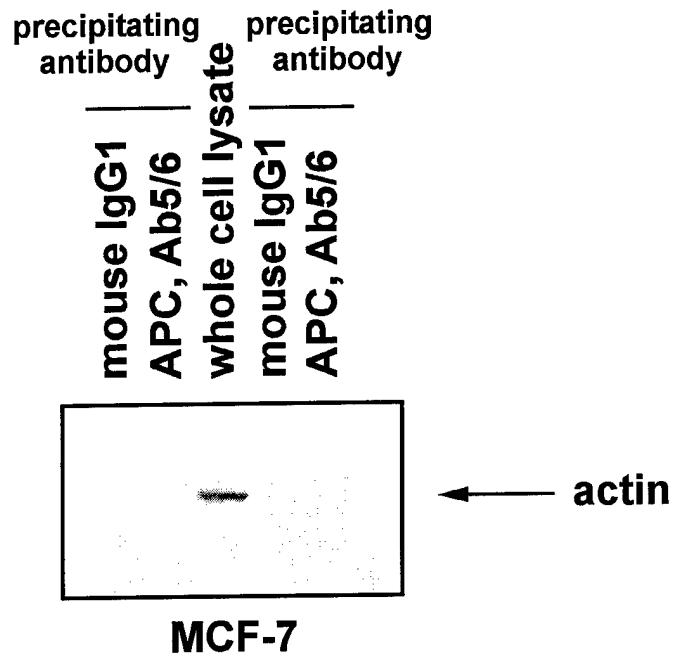 precipitating
antibody
precipitating
antibody
mouse IgG1
APC, Ab5/6
whole cell lysate
mouse IgG1
APC, Ab5/6
actin
MCF-7